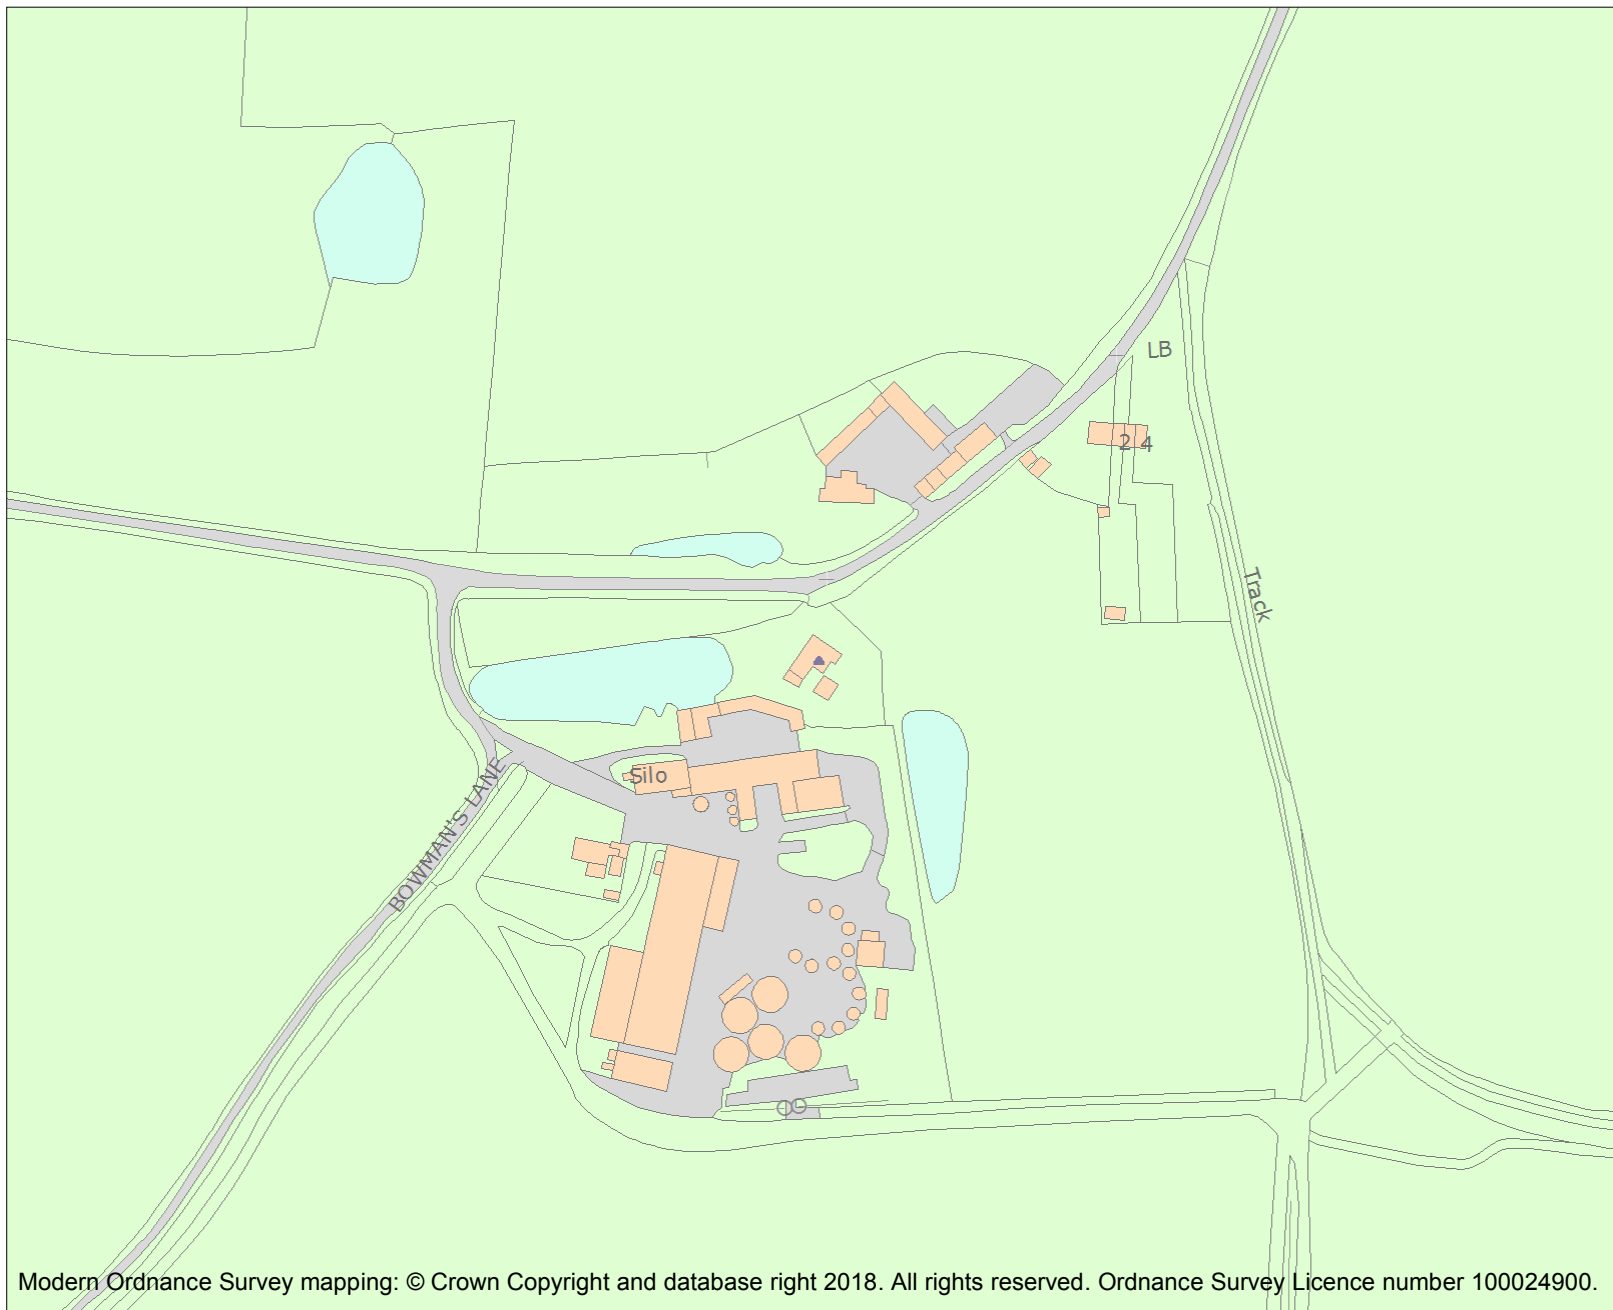 LB
2 4
Track
Silo
BOWMAN'S LANE
Modern Ordnance Survey mapping: © Crown Copyright and database right 2018. All rights reserved. Ordnance Survey Licence number 100024900.